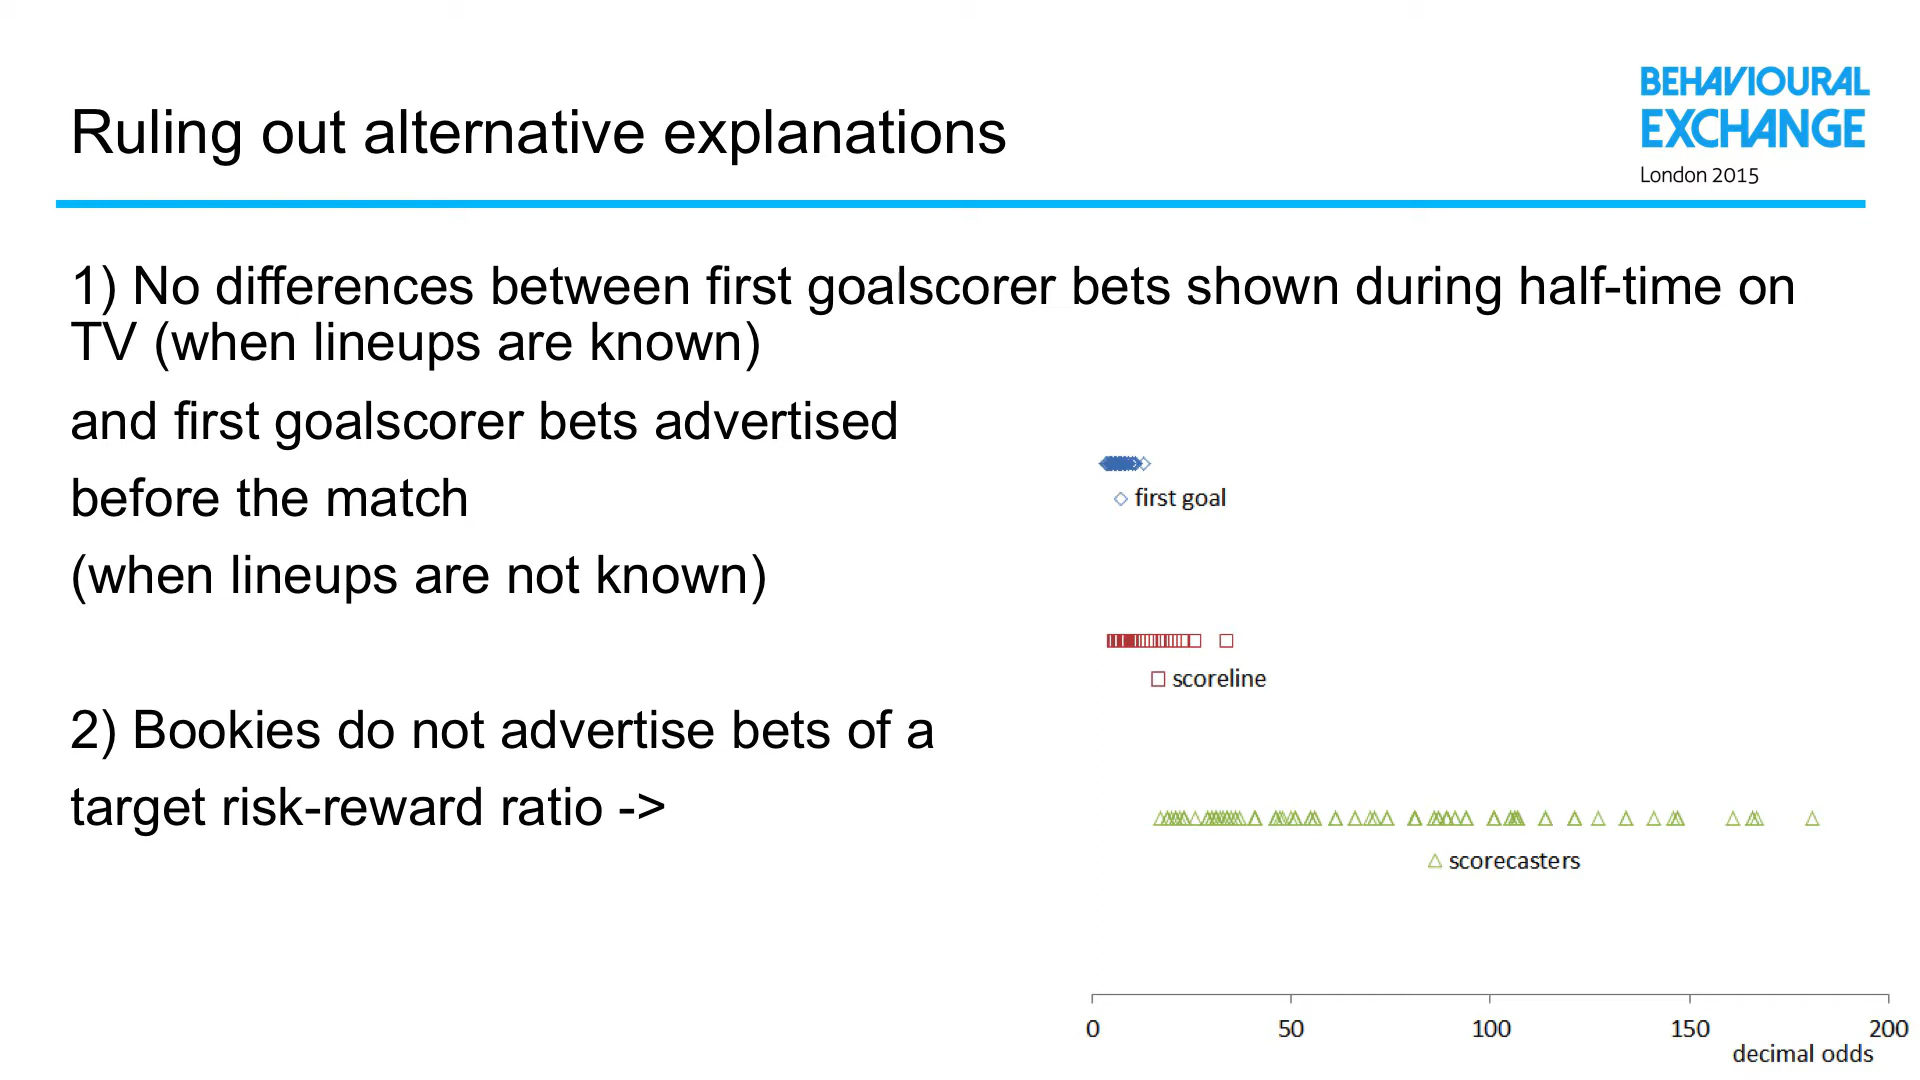 BEHAVIOURAL
EXCHANGE
London 2015
Ruling out alternative explanations
1) No differences between first goalscorer bets shown during half-time on
TV (when lineups are known)
and first goalscorer bets advertised
before the match
(when lineups are not known)
2) Bookies do not advertise bets of a
target risk-reward ratio ->
first goal
scoreline
scorecasters
0 50 100 150 200
decimal odds